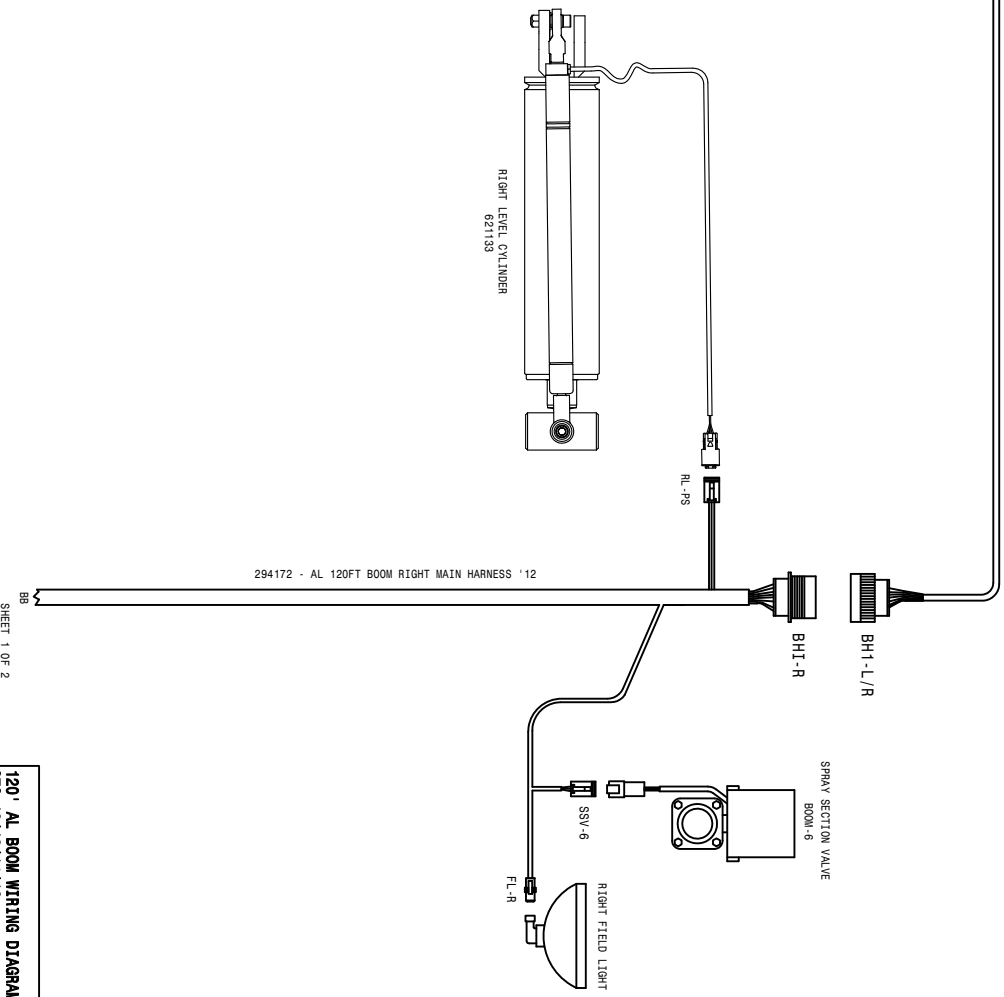 RIGHT LEVEL CYLINDER
621133
RL-PS
294172 - AL 120FT BOOM RIGHT MAIN HARNESS '12
BHI-R
BH1-L/R
SPRAY SECTION VALVE
BOOM-6
SSV-6
RIGHT FIELD LIGHT
FL-R
BB
SHEET 1 OF 2
120' AL BOOM WIRING DIAGRAM